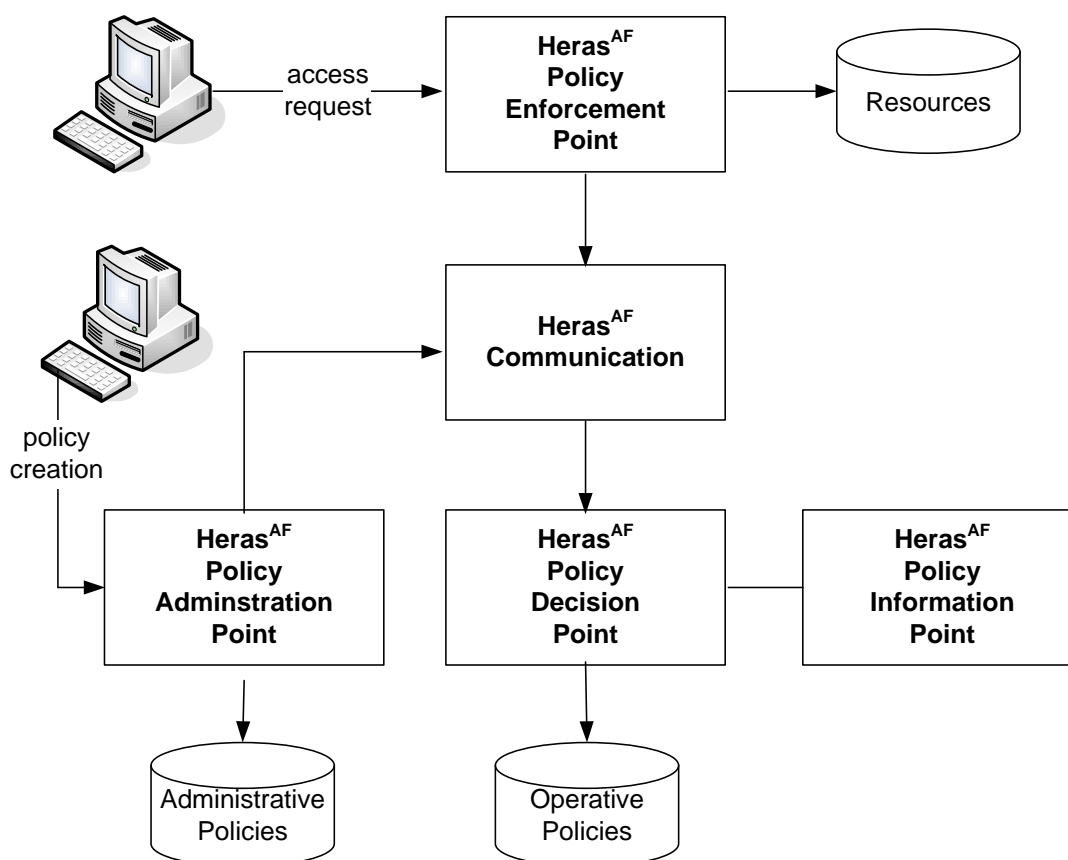 access
request
Heras^AF
Policy
Enforcement
Point
Resources
Heras^AF
Communication
policy
creation
Heras^AF
Policy
Adminstration
Point
Heras^AF
Policy
Decision
Point
Heras^AF
Policy
Information
Point
Administrative
Policies
Operative
Policies